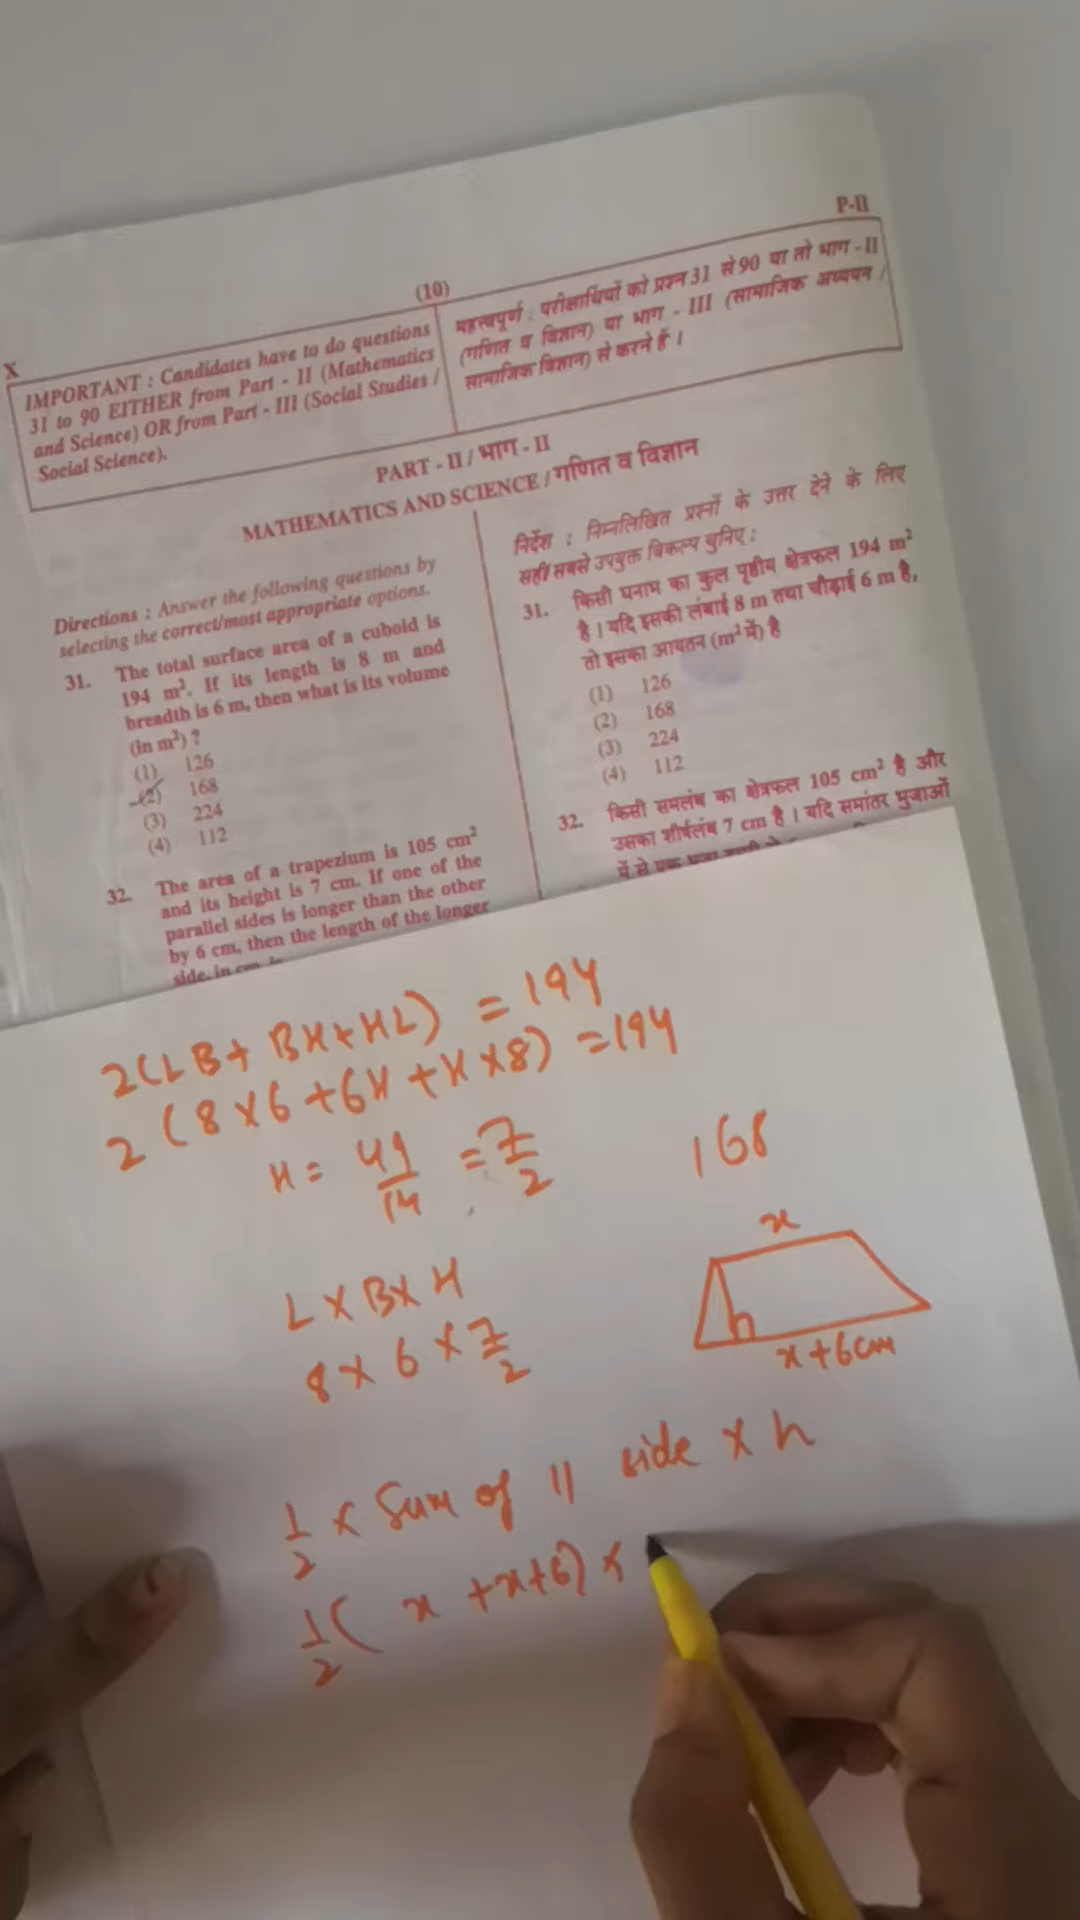 P-II
(10)
X
IMPORTANT : Candidates have to do questions
31 to 90 EITHER from Part - II (Mathematics
and Science) OR from Part - III (Social Studies /
Social Science).
महत्त्वपूर्ण : परीक्षार्थियों को प्रश्न 31 से 90 या तो भाग - II
(गणित व विज्ञान) या भाग - III (सामाजिक अध्ययन /
सामाजिक विज्ञान) से करने हैं ।
PART - II / भाग - II
MATHEMATICS AND SCIENCE / गणित व विज्ञान
Directions : Answer the following questions by
selecting the correct/most appropriate options.
31. The total surface area of a cuboid is
194 m². If its length is 8 m and
breadth is 6 m, then what is its volume
(in m³) ?
(1) 126
(2) 168
(3) 224
(4) 112
32. The area of a trapezium is 105 cm²
and its height is 7 cm. If one of the
parallel sides is longer than the other
by 6 cm, then the length of the longer
side, in cm, is
निर्देश : निम्नलिखित प्रश्नों के उत्तर देने के लिए
सही/सबसे उपयुक्त विकल्प चुनिए :
31. किसी घनाभ का कुल पृष्ठीय क्षेत्रफल 194 m²
है । यदि इसकी लंबाई 8 m तथा चौड़ाई 6 m है,
तो इसका आयतन (m³ में) है
(1) 126
(2) 168
(3) 224
(4) 112
32. किसी समलंब का क्षेत्रफल 105 cm² है और
उसका शीर्षलंब 7 cm है । यदि समांतर भुजाओं
में से एक भुजा
2(LB + BH + HL) = 194
2 (8 × 6 + 6H + H × 8) = 194
H = 49/14 = 7/2
168
L × B × H
8 × 6 × 7/2
x
h
x + 6cm
1/2 × Sum of || side × h
1/2 ( x + x + 6) ×